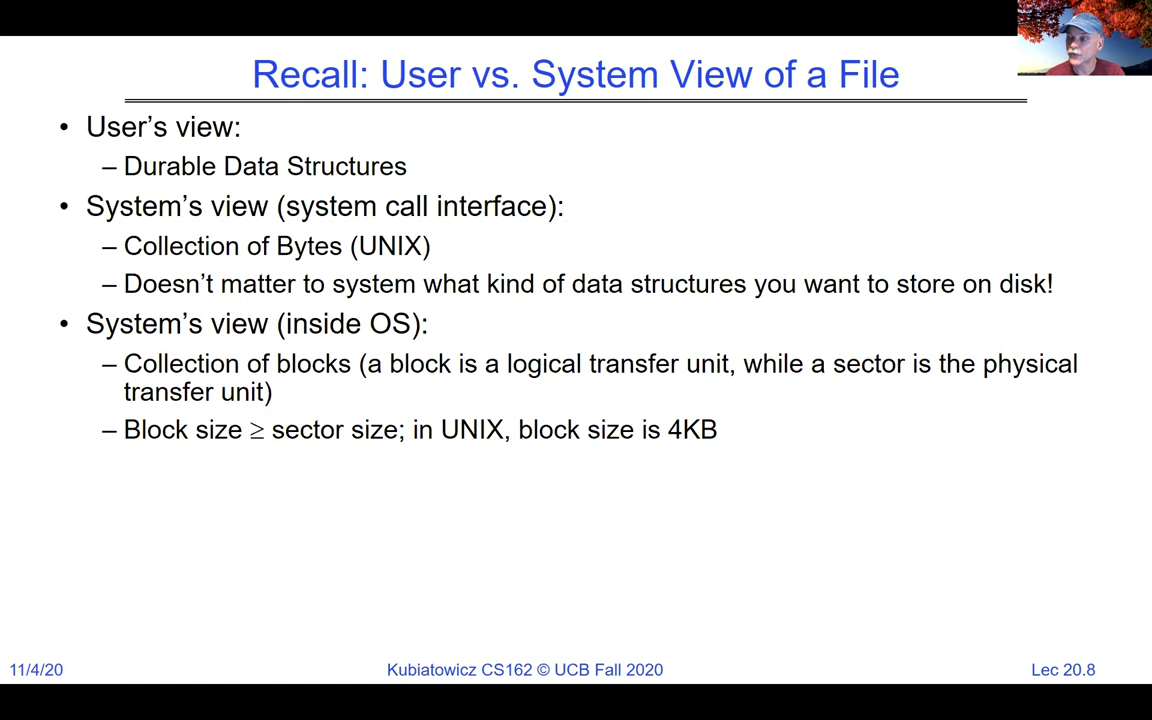 Recall: User vs. System View of a File
• User’s view:
– Durable Data Structures
• System’s view (system call interface):
– Collection of Bytes (UNIX)
– Doesn’t matter to system what kind of data structures you want to store on disk!
• System’s view (inside OS):
– Collection of blocks (a block is a logical transfer unit, while a sector is the physical
transfer unit)
– Block size ≥ sector size; in UNIX, block size is 4KB
11/4/20
Kubiatowicz CS162 © UCB Fall 2020
Lec 20.8